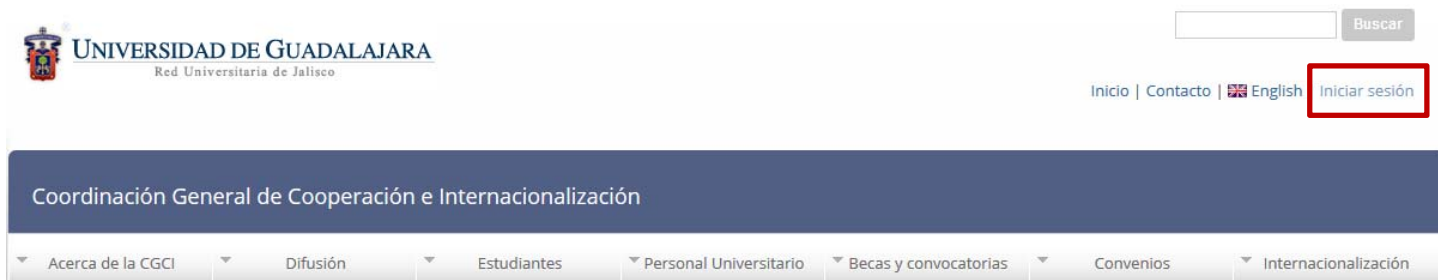 Buscar
UNIVERSIDAD DE GUADALAJARA
Red Universitaria de Jalisco
Inicio | Contacto | English Iniciar sesión
Coordinación General de Cooperación e Internacionalización
Acerca de la CGCI Difusión Estudiantes Personal Universitario Becas y convocatorias Convenios Internacionalización